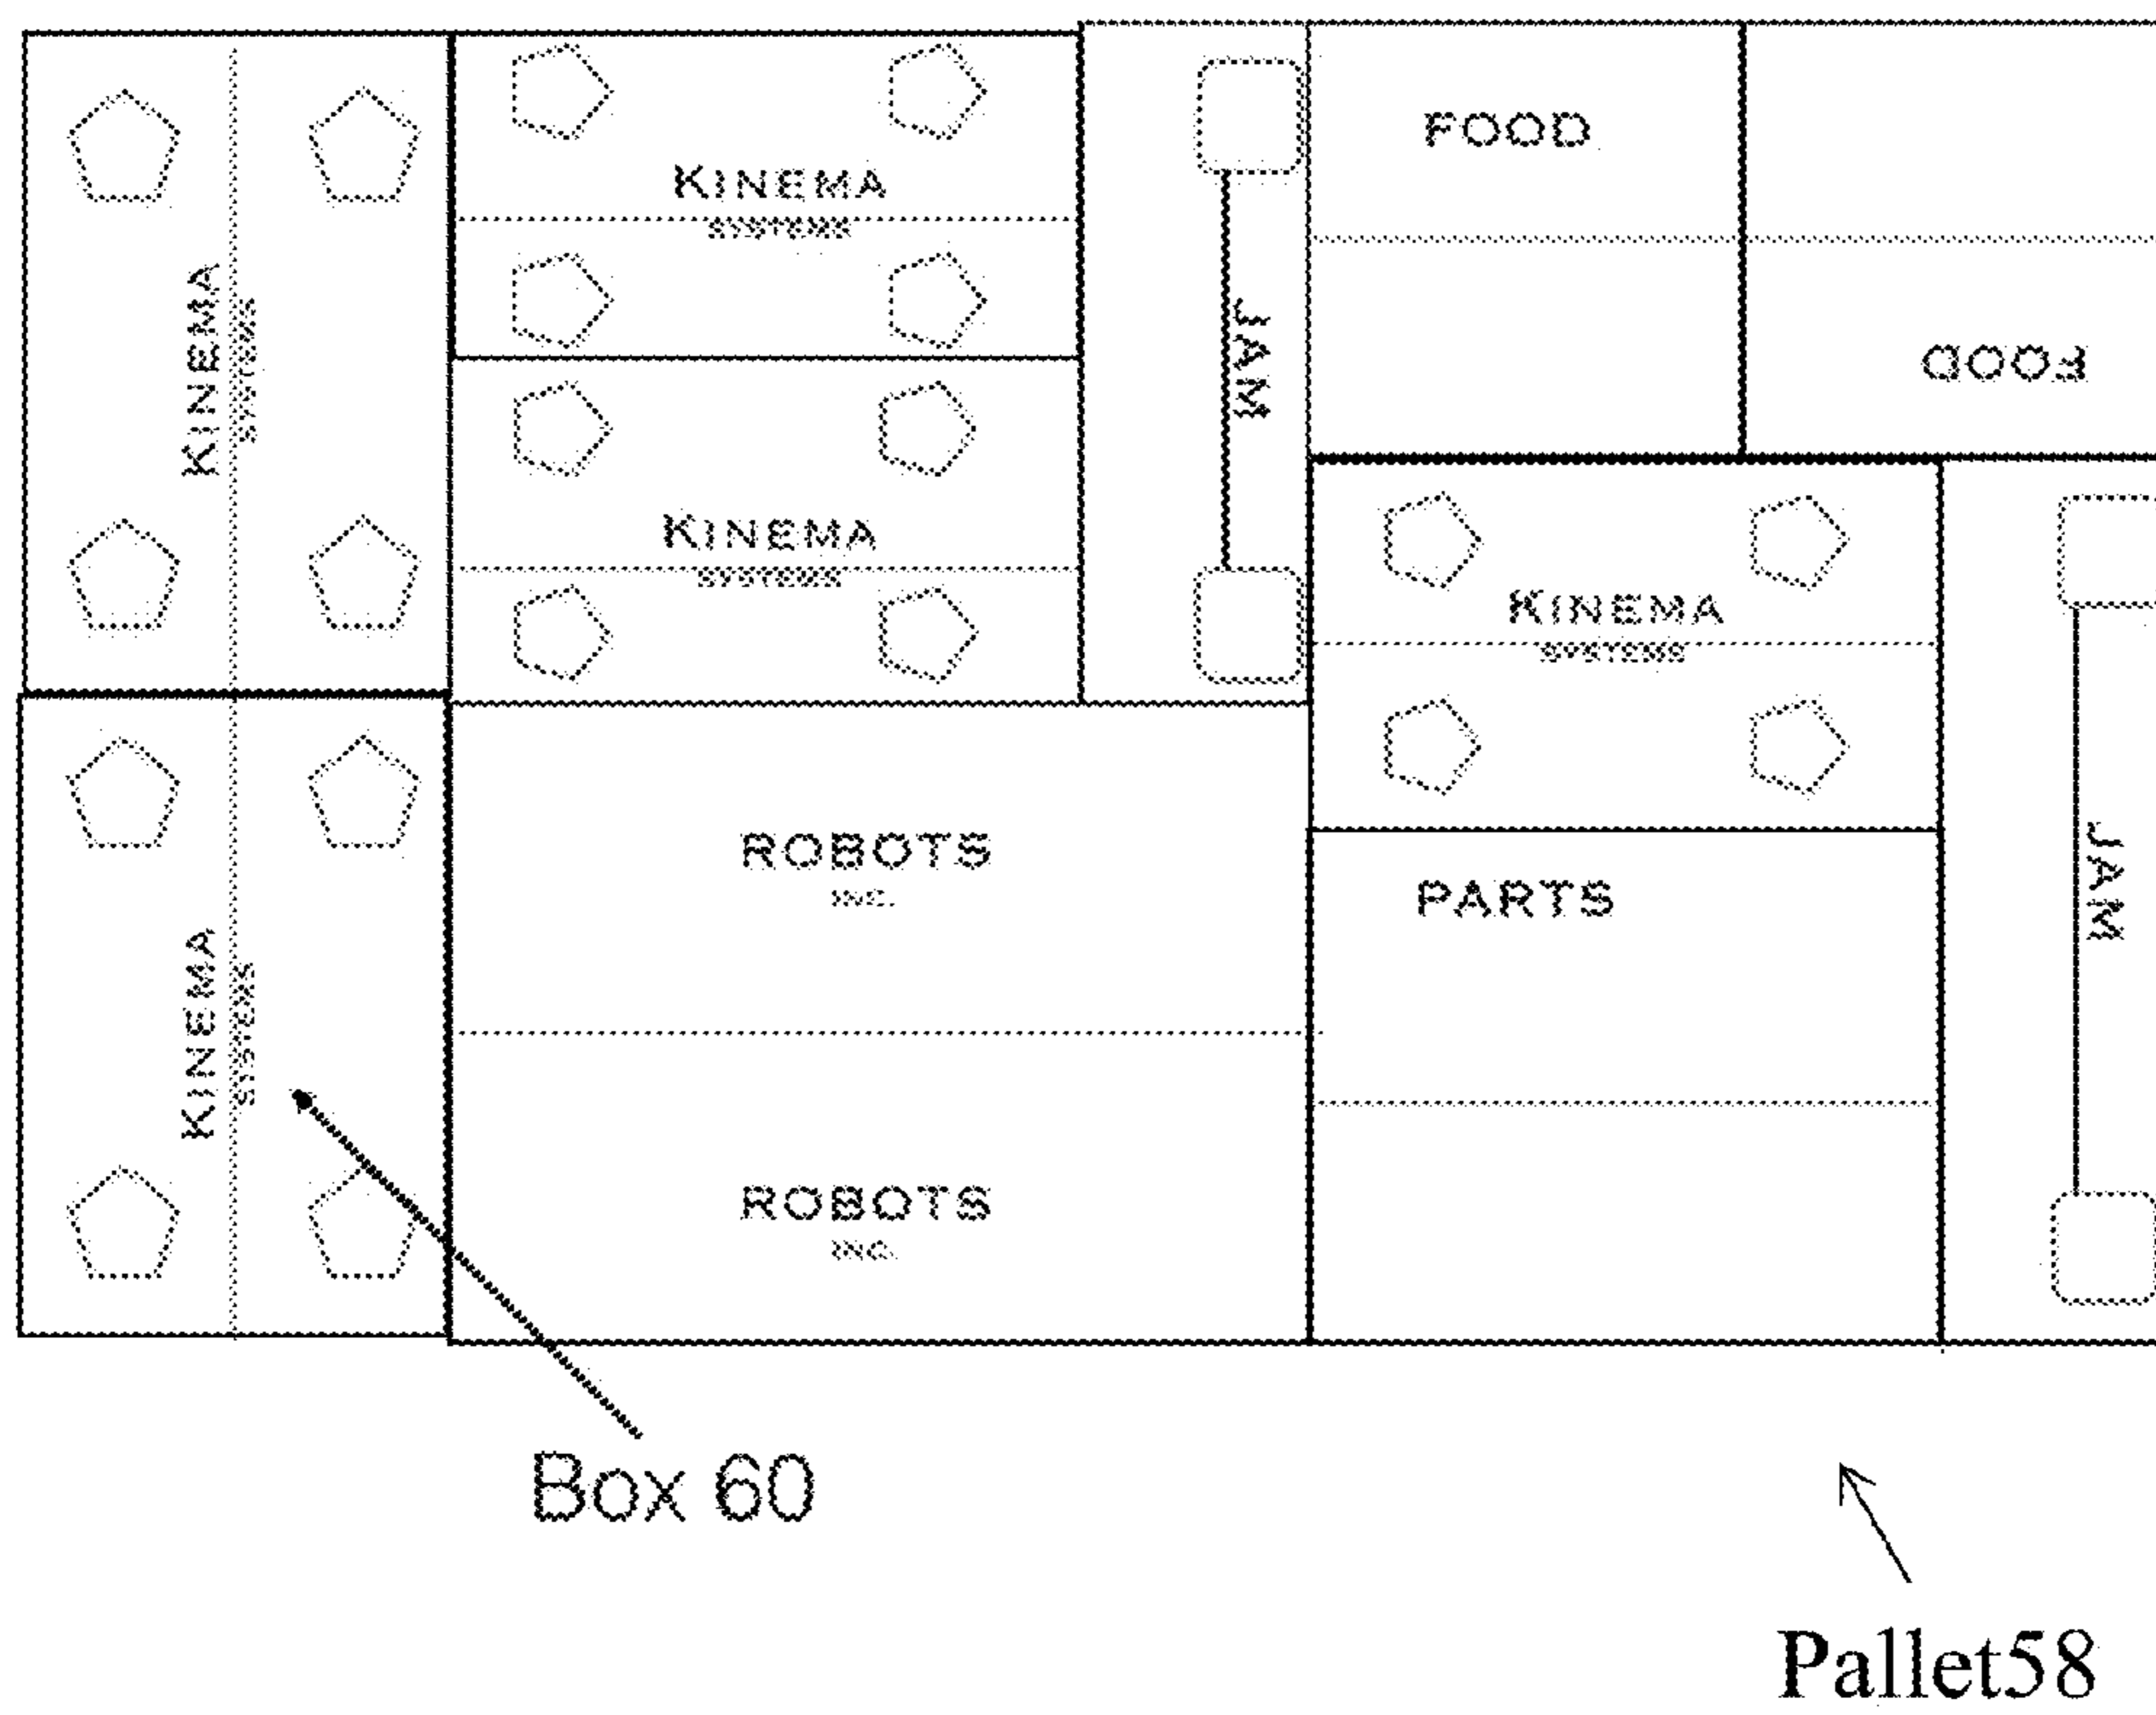 KINEMA
SYSTEMS
KINEMA
SYSTEMS
JAM
FOOD
FOOD
KINEMA
SYSTEMS
KINEMA
SYSTEMS
KINEMA
SYSTEMS
ROBOTS
INC.
PARTS
JAM
ROBOTS
INC.
Box 60
Pallet58